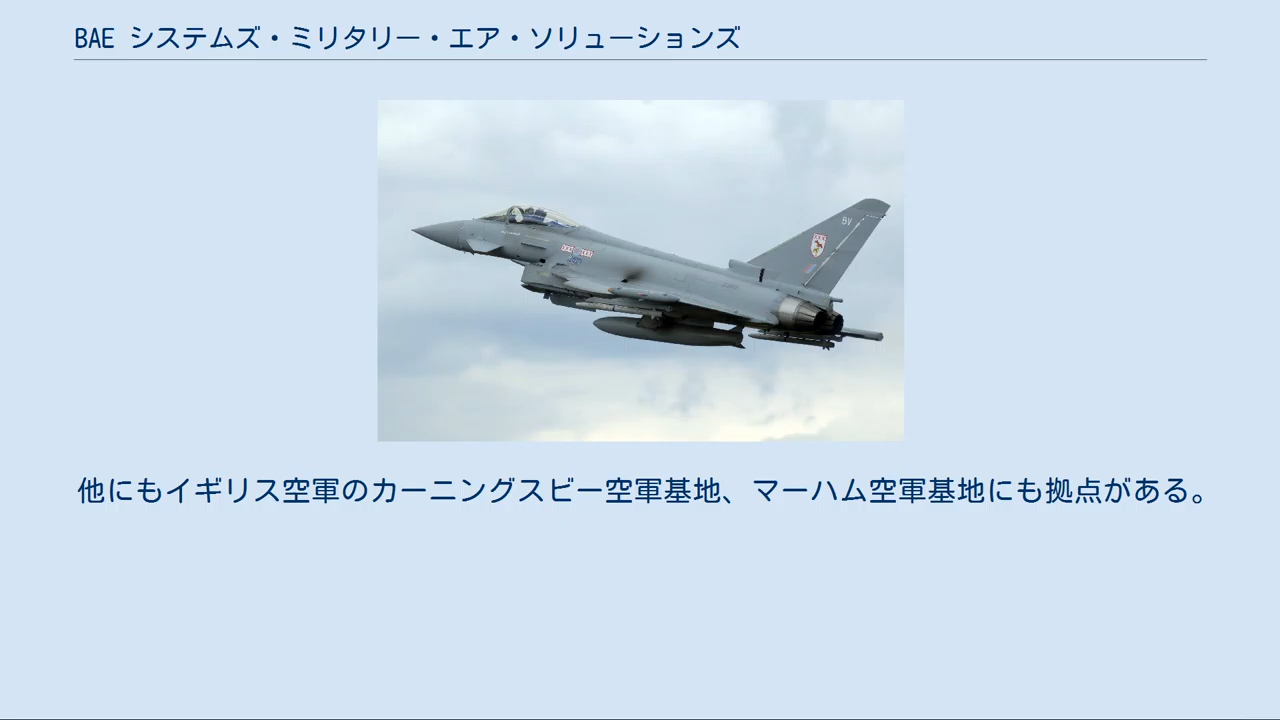 BAE システムズ・ミリタリー・エア・ソリューションズ
5V
他にもイギリス空軍のカーニングスビー空軍基地、マーハム空軍基地にも拠点がある。